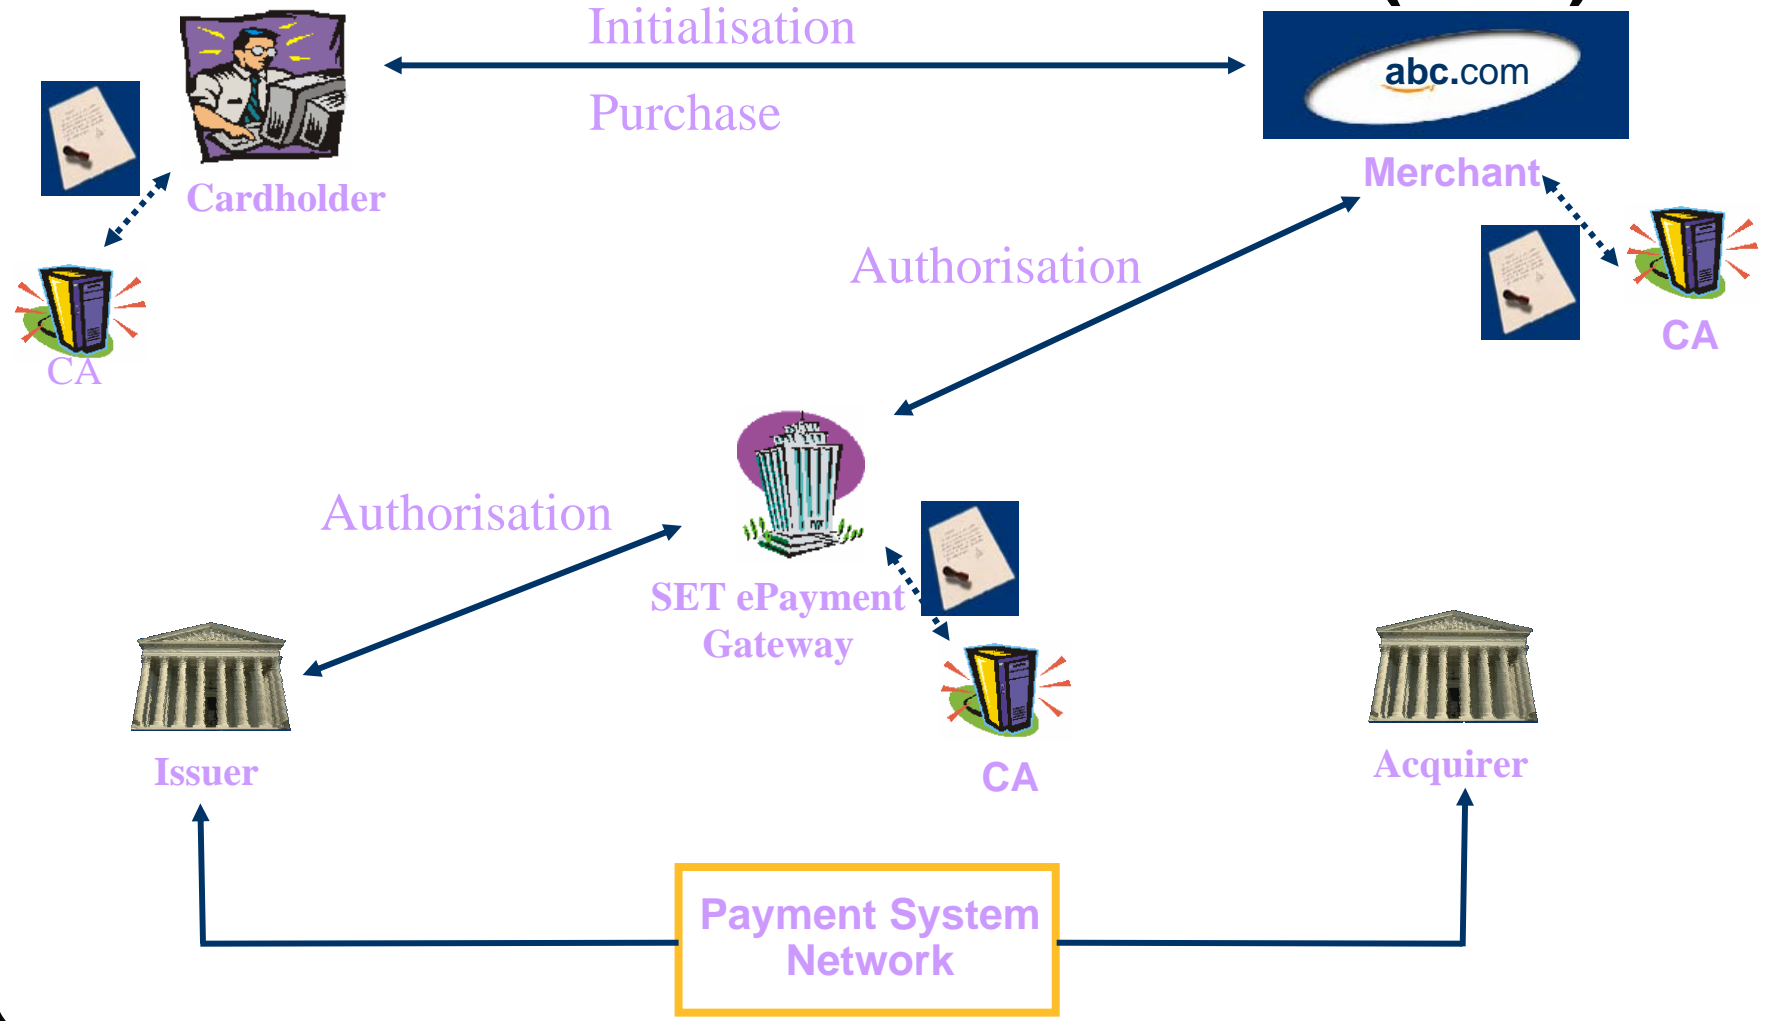 Initialisation
abc.com
Purchase
Merchant
Cardholder
Authorisation
CA
CA
Authorisation
SET ePayment
Gateway
Issuer
CA
Acquirer
Payment System
Network